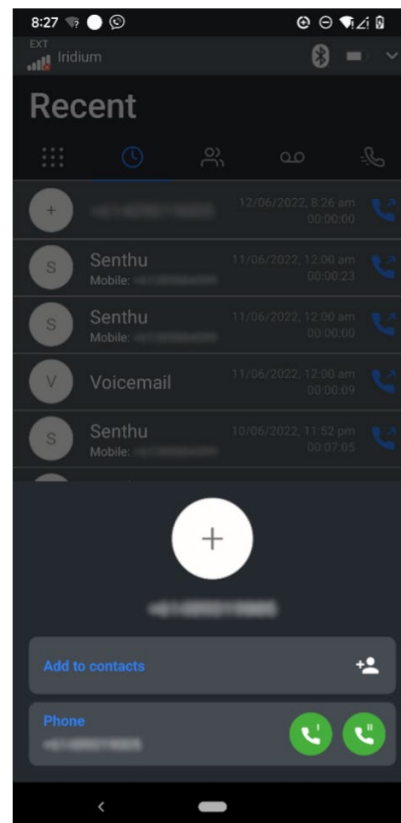 8:27
EXT
Iridium
Recent
+
12/06/2022, 8:26 am
00:00:00
S
Senthu
11/06/2022, 12:00 am
Mobile:
00:00:23
S
Senthu
11/06/2022, 12:00 am
Mobile:
00:00:00
V
Voicemail
11/06/2022, 12:00 am
00:00:09
S
Senthu
10/06/2022, 11:52 pm
Mobile:
00:07:05
+
Add to contacts
Phone
I
II